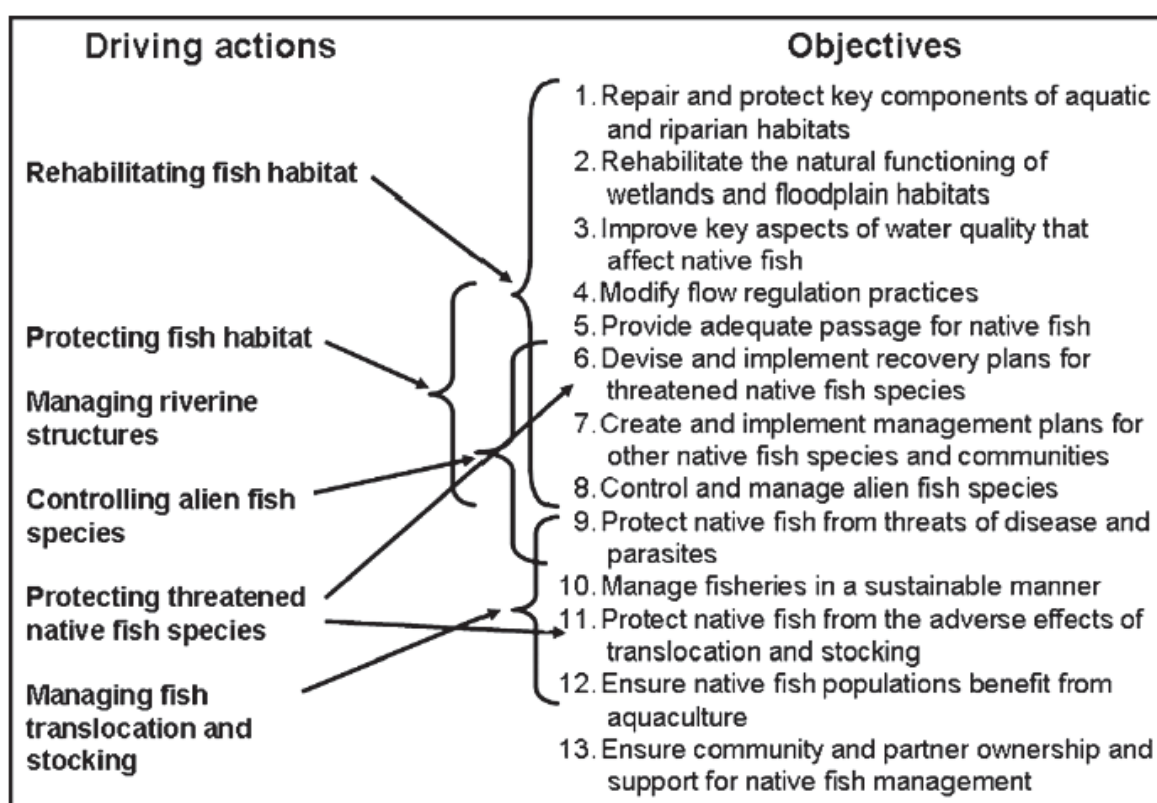 Driving actions
Rehabilitating fish habitat
Protecting fish habitat
Managing riverine
structures
Controlling alien fish
species
Protecting threatened
native fish species
Managing fish
translocation and
stocking
Objectives
1. Repair and protect key components of aquatic
and riparian habitats
2. Rehabilitate the natural functioning of
wetlands and floodplain habitats
3. Improve key aspects of water quality that
affect native fish
4. Modify flow regulation practices
5. Provide adequate passage for native fish
6. Devise and implement recovery plans for
threatened native fish species
7. Create and implement management plans for
other native fish species and communities
8. Control and manage alien fish species
9. Protect native fish from threats of disease and
parasites
10. Manage fisheries in a sustainable manner
11. Protect native fish from the adverse effects of
translocation and stocking
12. Ensure native fish populations benefit from
aquaculture
13. Ensure community and partner ownership and
support for native fish management